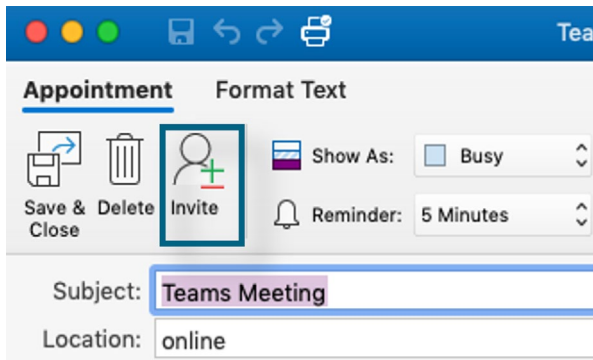 Tea
Appointment Format Text
Save & Close
Delete
Invite
Show As: Busy
Reminder: 5 Minutes
Subject: Teams Meeting
Location: online